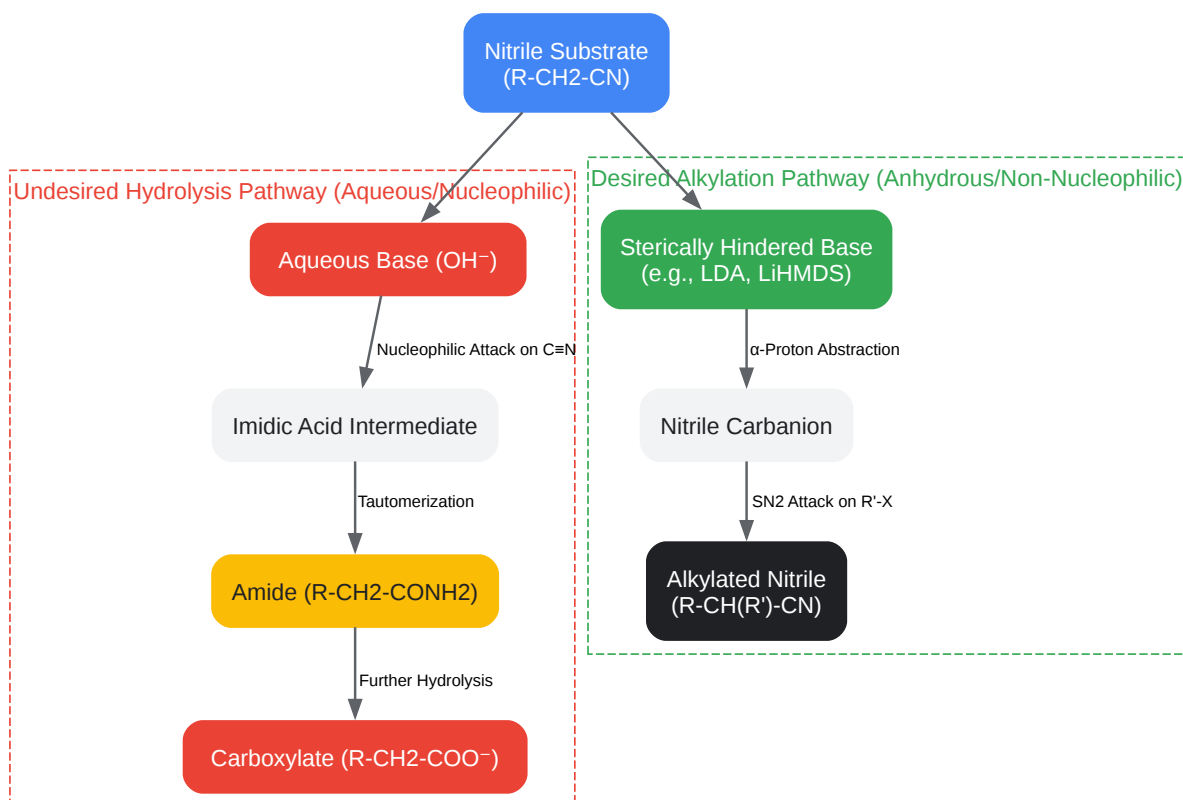 Nitrile Substrate
(R-CH2-CN)
Undesired Hydrolysis Pathway (Aqueous/Nucleophilic)
Aqueous Base (OH⁻)
Nucleophilic Attack on C≡N
Imidic Acid Intermediate
Tautomerization
Amide (R-CH2-CONH2)
Further Hydrolysis
Carboxylate (R-CH2-COO⁻)
Desired Alkylation Pathway (Anhydrous/Non-Nucleophilic)
Sterically Hindered Base
(e.g., LDA, LiHMDS)
α-Proton Abstraction
Nitrile Carbanion
SN2 Attack on R'-X
Alkylated Nitrile
(R-CH(R')-CN)